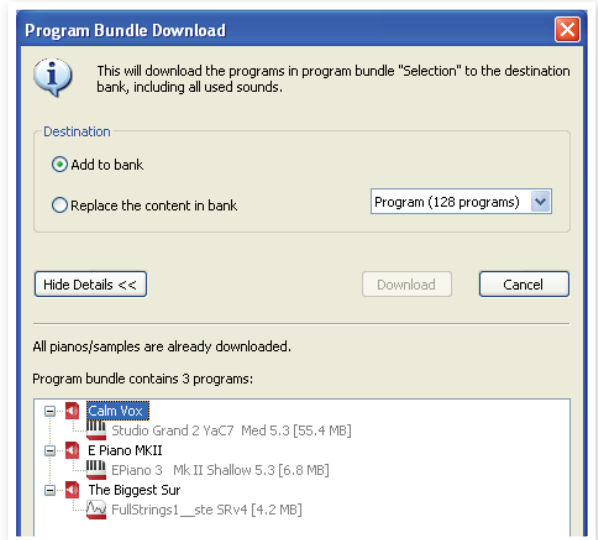 Program Bundle Download
This will download the programs in program bundle "Selection" to the destination
bank, including all used sounds.
Destination
Add to bank
Replace the content in bank
Program (128 programs)
Hide Details <<
Download
Cancel
All pianos/samples are already downloaded.
Program bundle contains 3 programs:
Calm Vox
Studio Grand 2 YaC7  Med 5.3 [55.4 MB]
E Piano MKII
EPiano 3   Mk II Shallow 5.3 [6.8 MB]
The Biggest Sur
FullStrings1__ste SRv4 [4.2 MB]